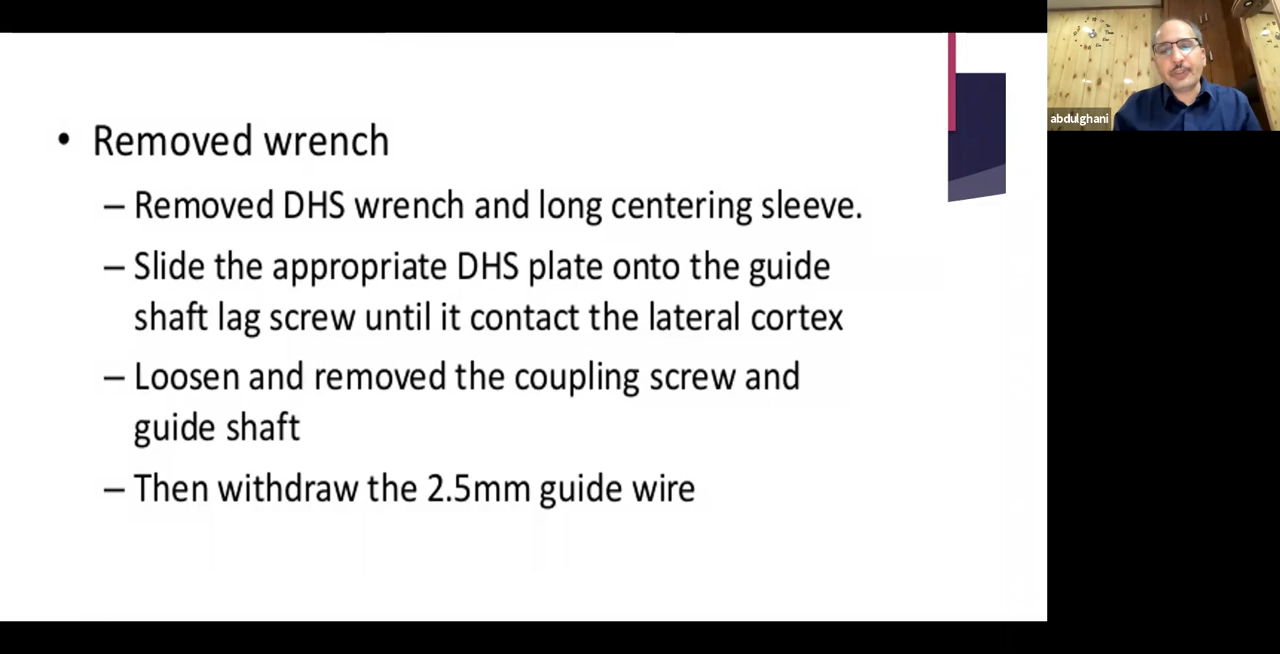 • Removed wrench
– Removed DHS wrench and long centering sleeve.
– Slide the appropriate DHS plate onto the guide
shaft lag screw until it contact the lateral cortex
– Loosen and removed the coupling screw and
guide shaft
– Then withdraw the 2.5mm guide wire
abdulghani